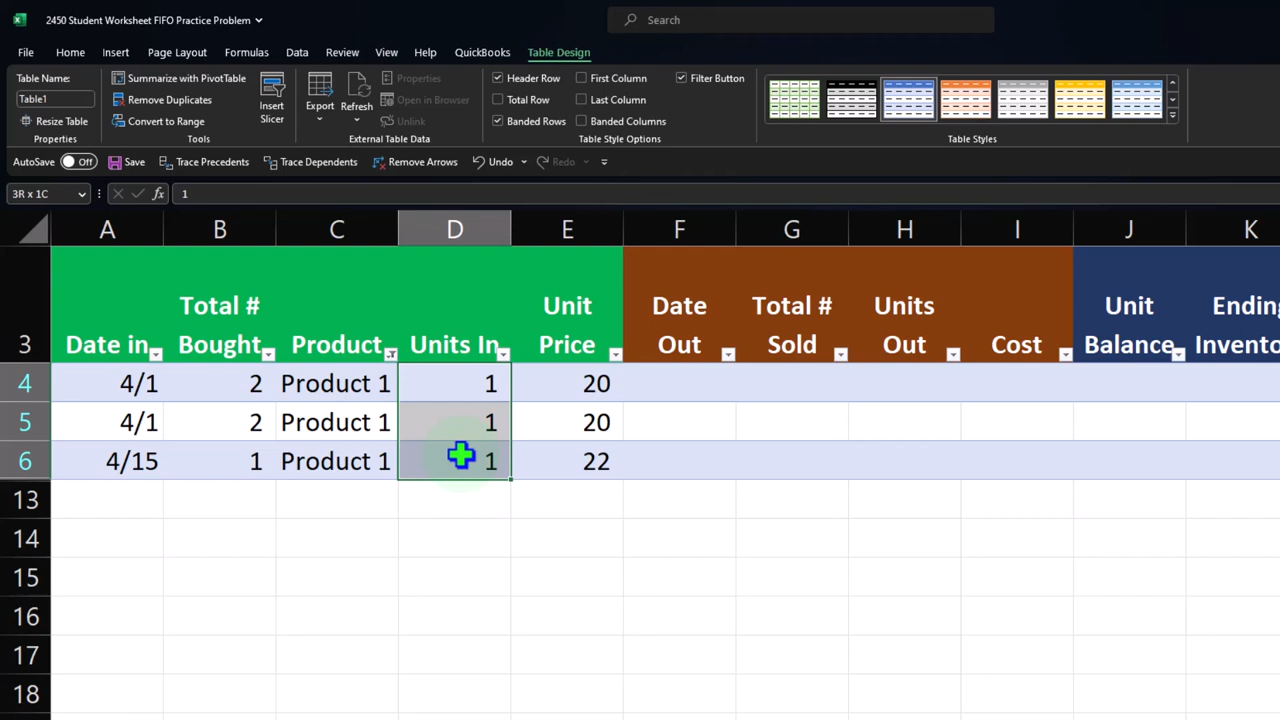 2450 Student Worksheet FIFO Practice Problem
Search
File Home Insert Page Layout Formulas Data Review View Help QuickBooks Table Design
Table Name:
Table1
Resize Table
Properties
Summarize with PivotTable
Remove Duplicates
Convert to Range
Insert
Slicer
Tools
Export
Refresh
Properties
Open in Browser
Unlink
External Table Data
Header Row First Column Filter Button
Total Row Last Column
Banded Rows Banded Columns
Table Style Options
Table Styles
AutoSave Off Save Trace Precedents Trace Dependents Remove Arrows Undo Redo
3R x 1C fx 1
A B C D E F G H I J K
3 Date in Total # Bought Product Units In Unit Price Date Out Total # Sold Units Out Cost Unit Balance Ending Invento
4 4/1 2 Product 1 1 20
5 4/1 2 Product 1 1 20
6 4/15 1 Product 1 1 22
13
14
15
16
17
18